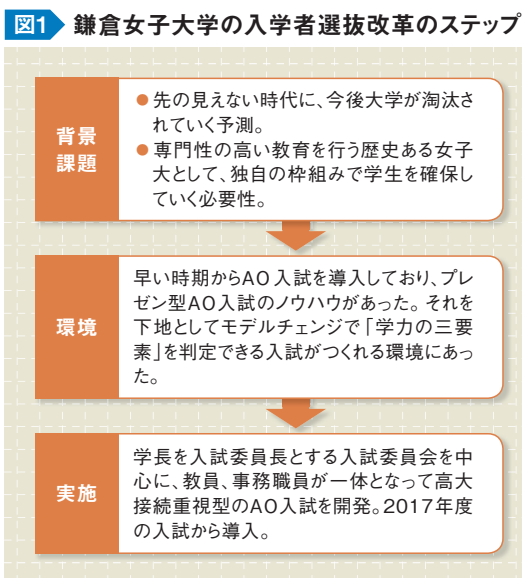 図1 鎌倉女子大学の入学者選抜改革のステップ
背景
課題
●先の見えない時代に、今後大学が淘汰さ
れていく予測。
●専門性の高い教育を行う歴史ある女子
大として、独自の枠組みで学生を確保し
ていく必要性。
環境
早い時期からAO入試を導入しており、プレ
ゼン型AO入試のノウハウがあった。それを
下地としてモデルチェンジで「学力の三要
素」を判定できる入試がつくれる環境にあっ
た。
実施
学長を入試委員長とする入試委員会を中
心に、教員、事務職員が一体となって高大
接続重視型のAO入試を開発。2017年度
の入試から導入。